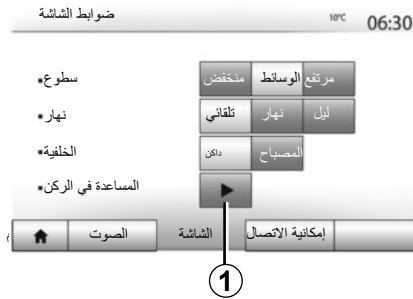 ضوابط الشاشة 10°C 06:30
سطوع منخفض الوسائط مرتفع
نهار تلقائي نهار ليل
الخلفية داكن المصباح
المساعدة في الركن
الصوت الشاشة إمكانية الاتصال
1